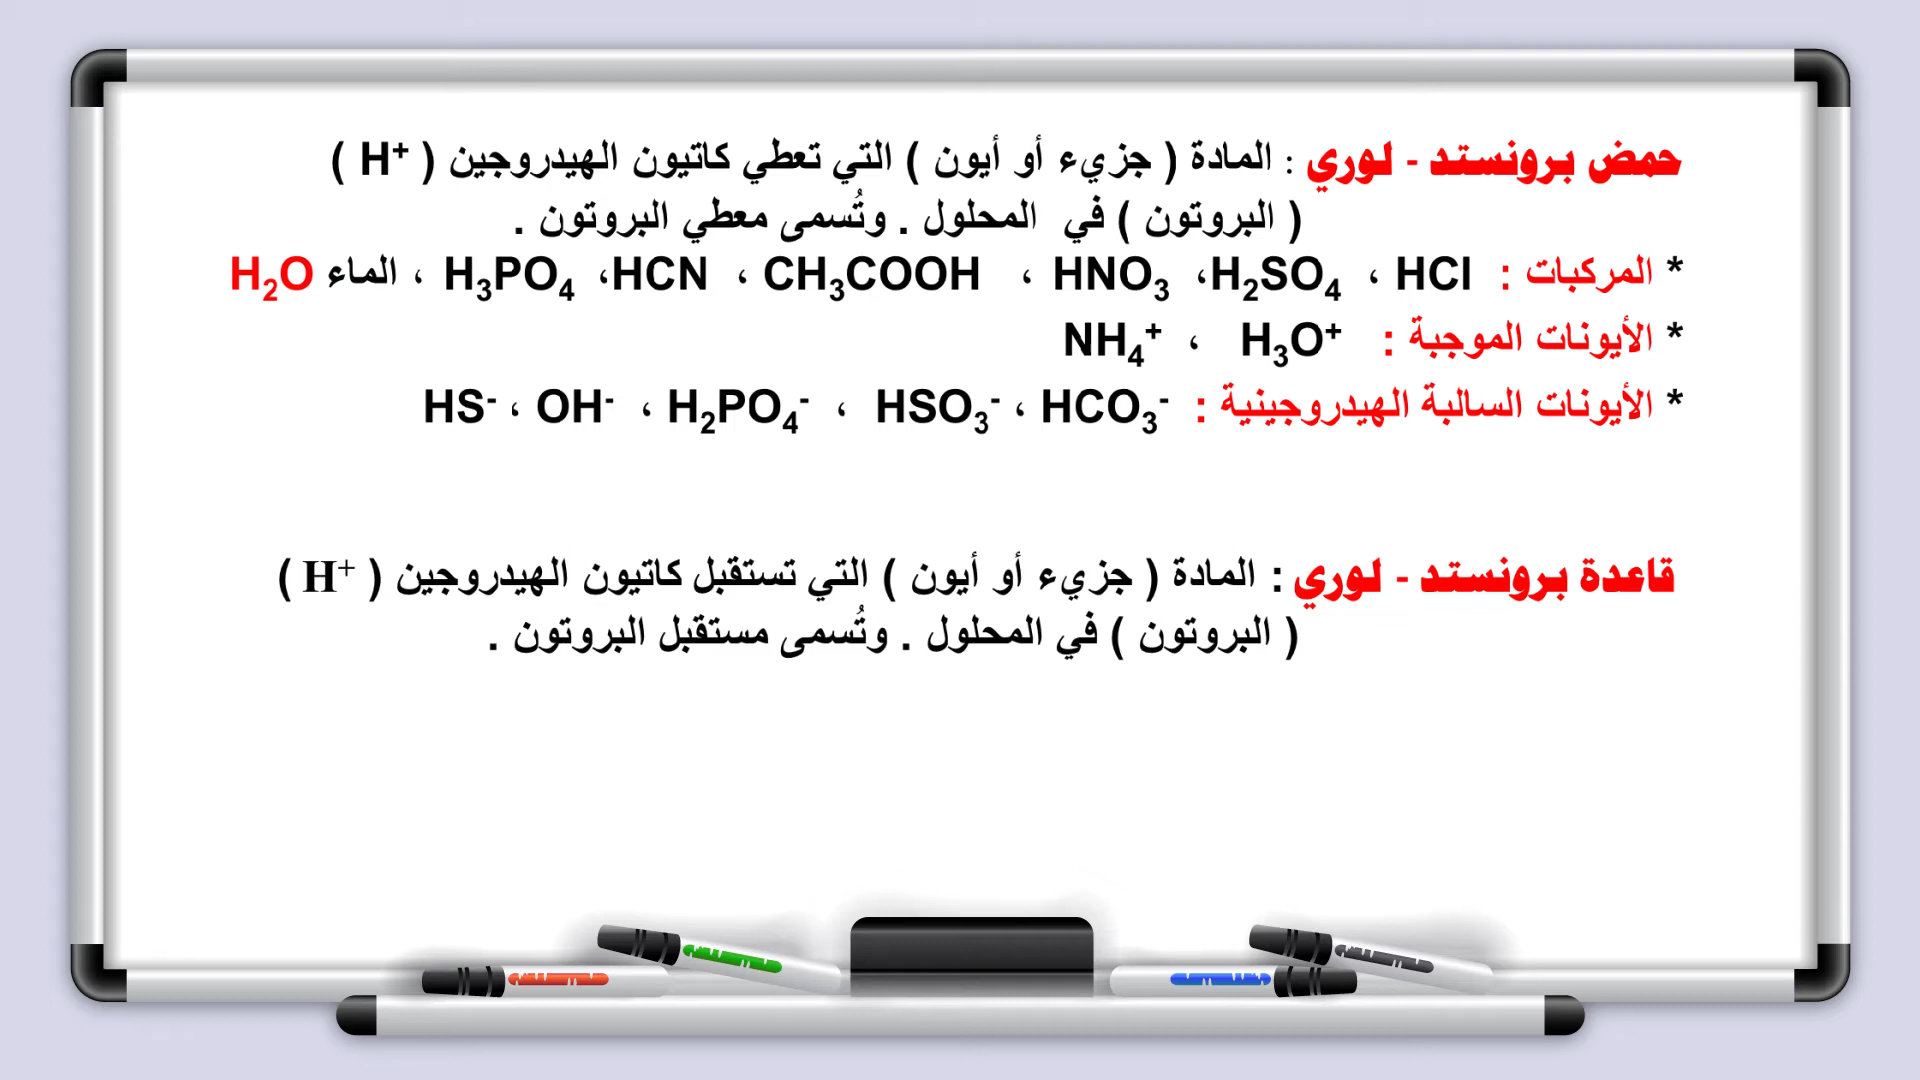 حمض برونستد - لوري : المادة ( جزيء أو أيون ) التي تعطي كاتيون الهيدروجين ( H⁺ )
( البروتون ) في المحلول . وتُسمى معطي البروتون .
* المركبات : HCl ، H₂SO₄ ، HNO₃ ، CH₃COOH ، HCN ، H₃PO₄ ، الماء H₂O
* الأيونات الموجبة : H₃O⁺ ، NH₄⁺
* الأيونات السالبة الهيدروجينية : HCO₃⁻ ، HSO₃⁻ ، H₂PO₄⁻ ، OH⁻ ، HS⁻
قاعدة برونستد - لوري : المادة ( جزيء أو أيون ) التي تستقبل كاتيون الهيدروجين ( H⁺ )
( البروتون ) في المحلول . وتُسمى مستقبل البروتون .